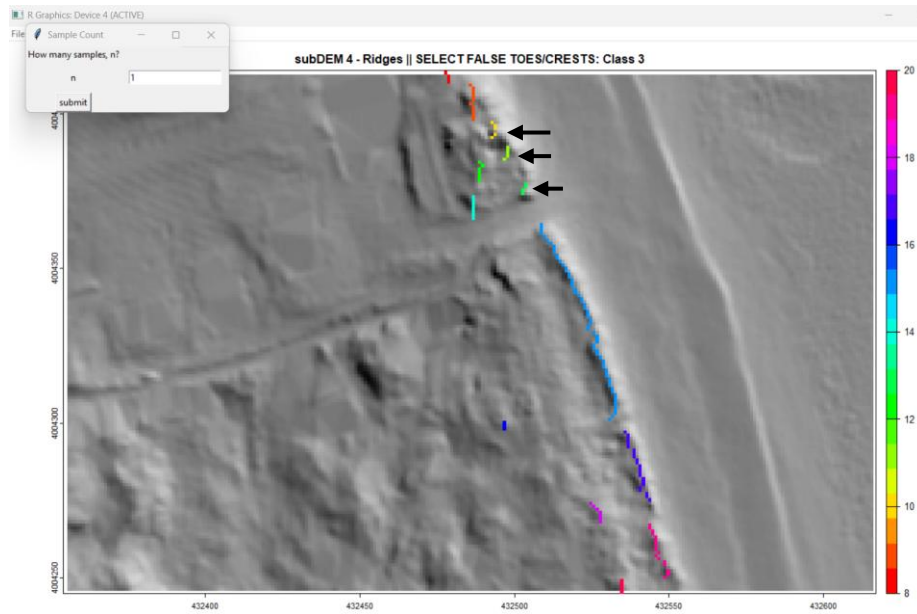 R Graphics: Device 4 (ACTIVE)
File
Sample Count
How many samples, n?
n
1
submit
subDEM 4 - Ridges || SELECT FALSE TOES/CRESTS: Class 3
4004350
4004300
4004250
432400
432450
432500
432550
432600
20
18
16
14
12
10
8